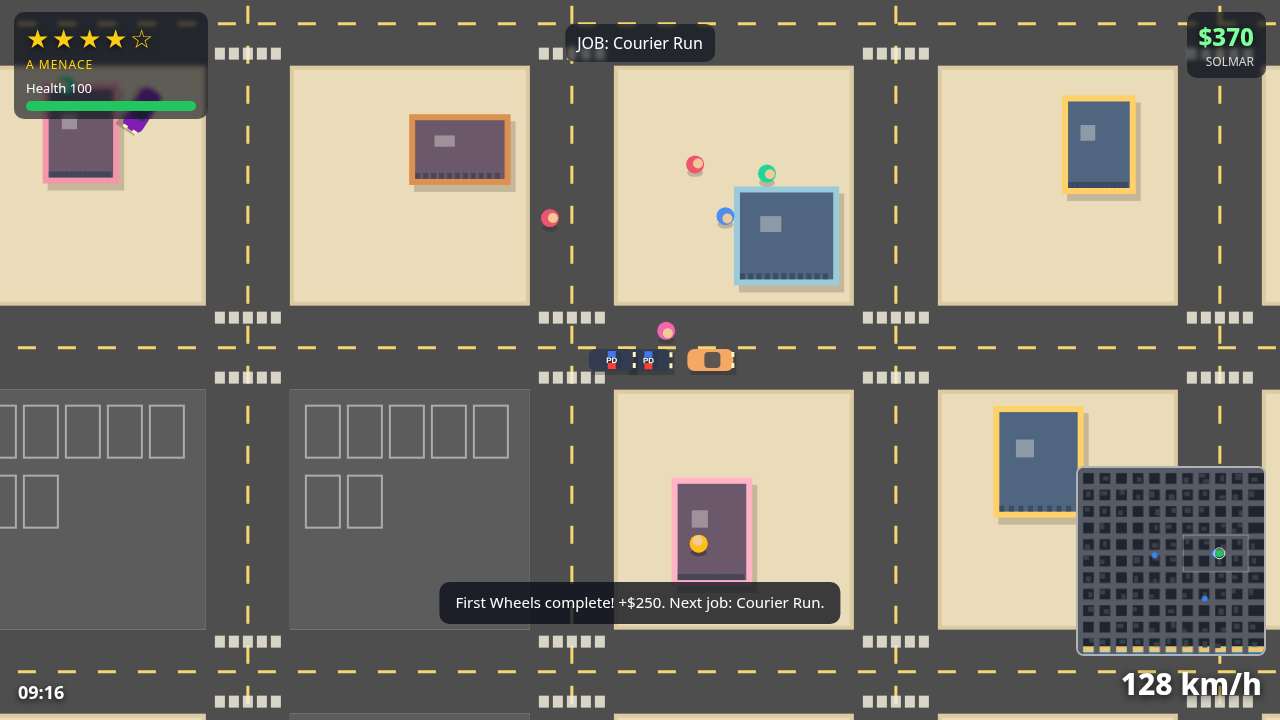 ★★★★☆
A MENACE
Health 100
JOB: Courier Run
$370
SOLMAR
PD
PD
First Wheels complete! +$250. Next job: Courier Run.
09:16
128 km/h